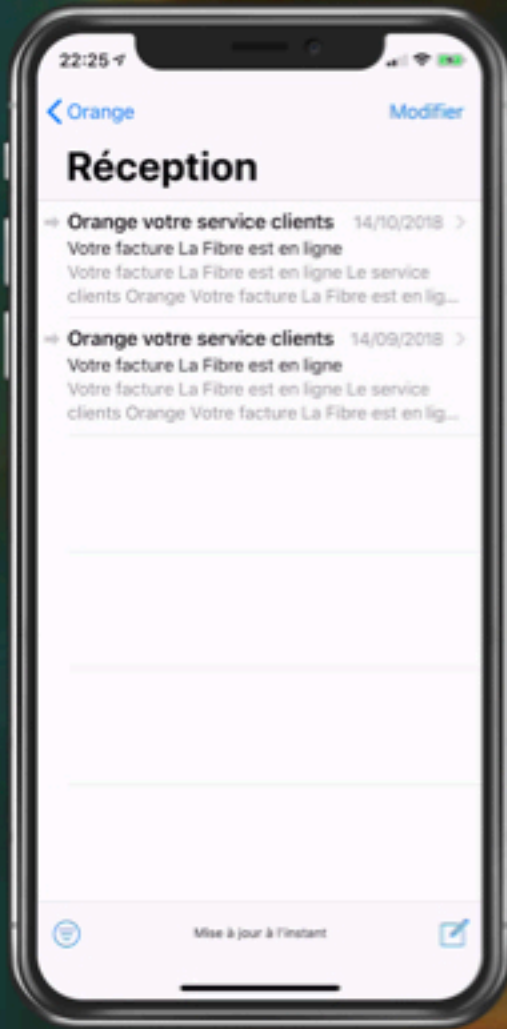 22:25
Orange
Modifier
Réception
Orange votre service clients 14/10/2018
Votre facture La Fibre est en ligne
Votre facture La Fibre est en ligne Le service
clients Orange Votre facture La Fibre est en lig...
Orange votre service clients 14/09/2018
Votre facture La Fibre est en ligne
Votre facture La Fibre est en ligne Le service
clients Orange Votre facture La Fibre est en lig...
Mise à jour à l'instant